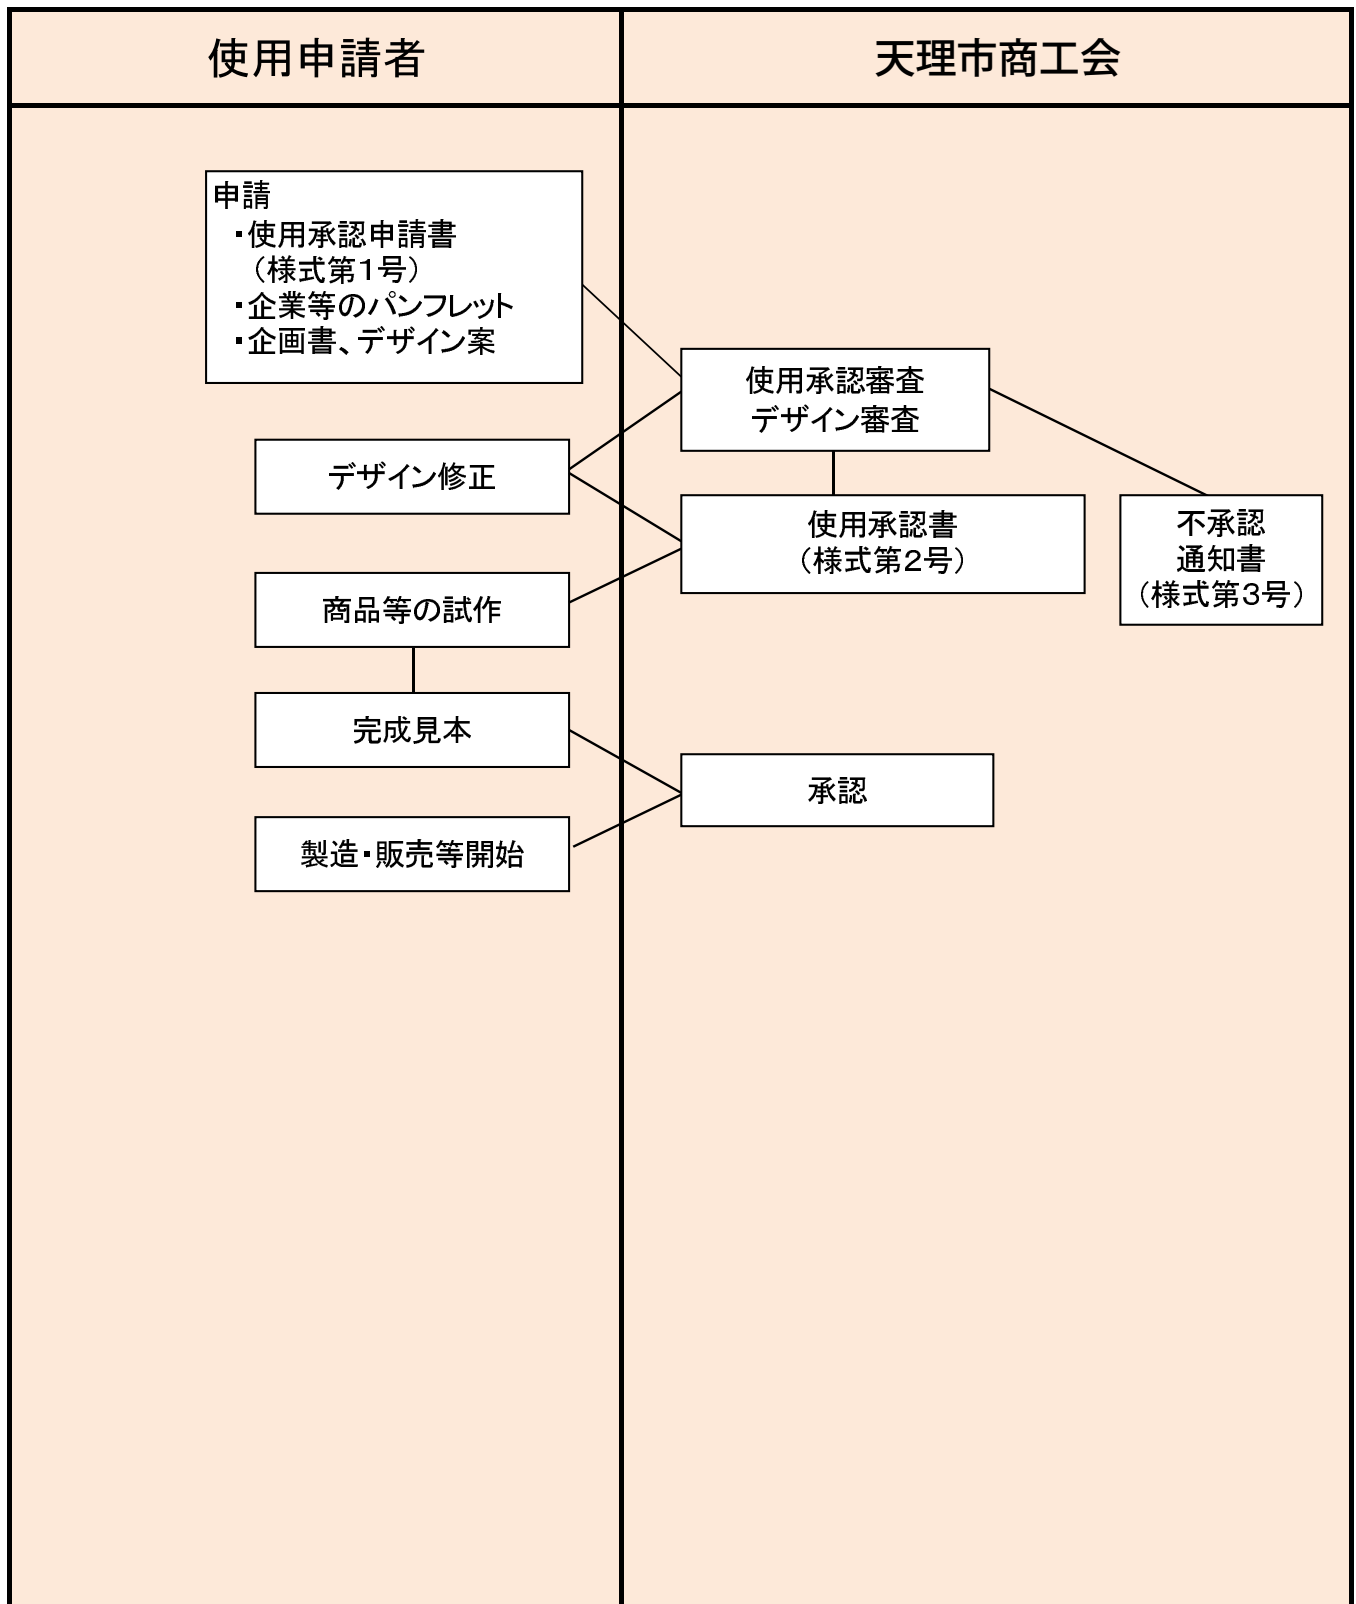 使用申請者
天理市商工会
申請
・使用承認申請書
（様式第１号）
・企業等のパンフレット
・企画書、デザイン案
使用承認審査
デザイン審査
デザイン修正
使用承認書
（様式第２号）
不承認
通知書
（様式第３号）
商品等の試作
完成見本
承認
製造・販売等開始